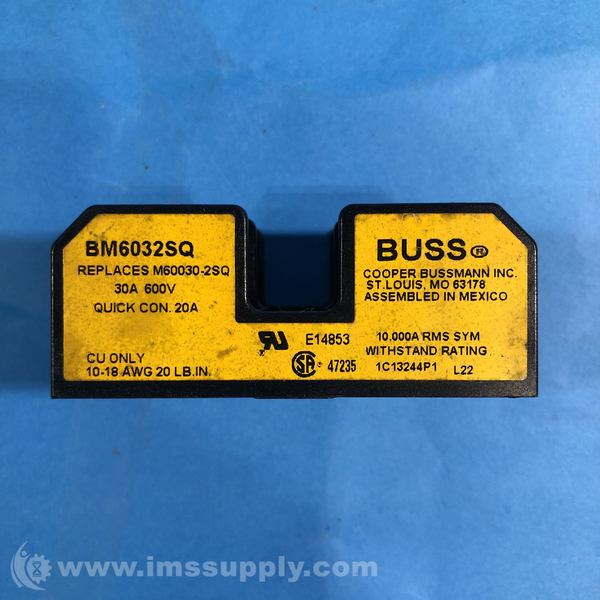 BM6032SQ
REPLACES M60030-2SQ
30A 600V
QUICK CON. 20A
CU ONLY
10-18 AWG 20 LB.IN.
BUSS®
COOPER BUSSMANN INC.
ST.LOUIS, MO 63178
ASSEMBLED IN MEXICO
E14853
47235
10,000A RMS SYM
WITHSTAND RATING
1C13244P1 L22
www.imssupply.com